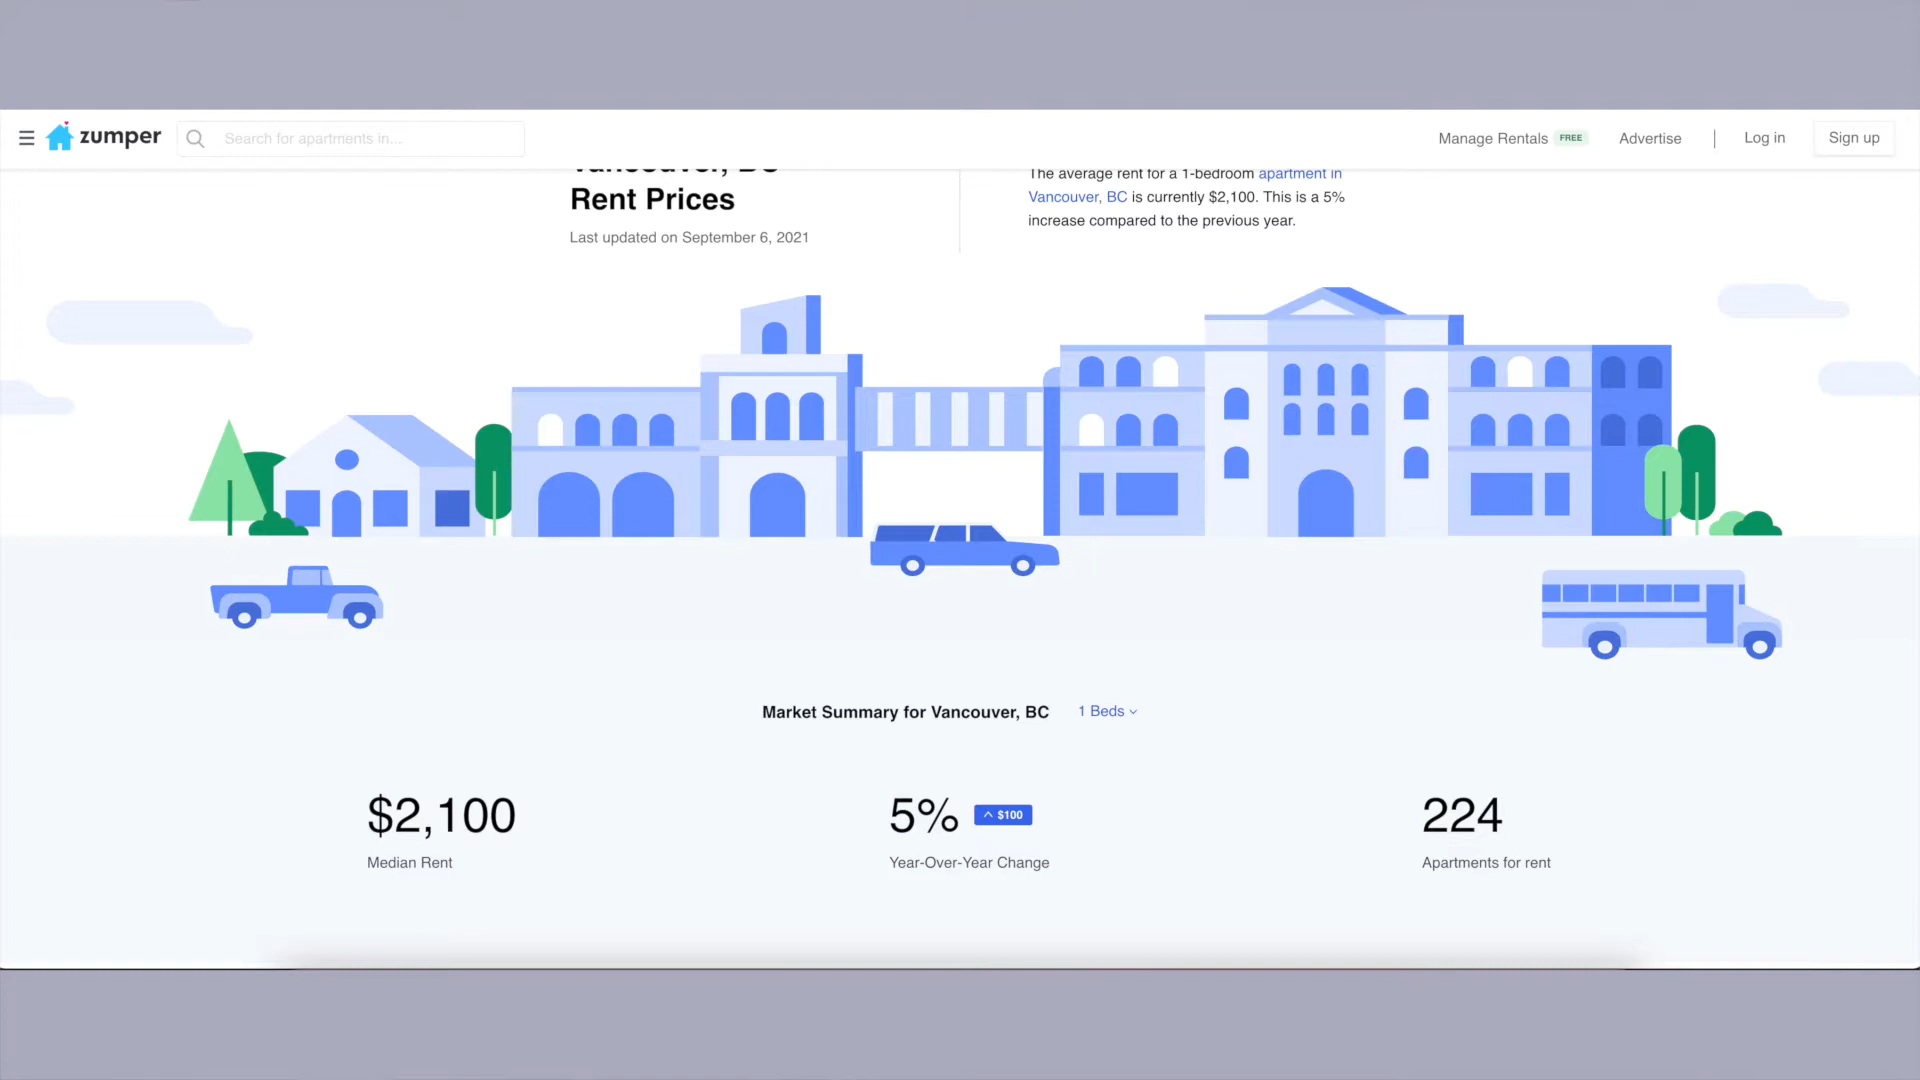 zumper
Search for apartments in...
Manage Rentals FREE
Advertise
Log in
Sign up
Vancouver, BC
Rent Prices
Last updated on September 6, 2021
The average rent for a 1-bedroom apartment in
Vancouver, BC is currently $2,100. This is a 5%
increase compared to the previous year.
Market Summary for Vancouver, BC
1 Beds
$2,100
Median Rent
5%
$100
Year-Over-Year Change
224
Apartments for rent